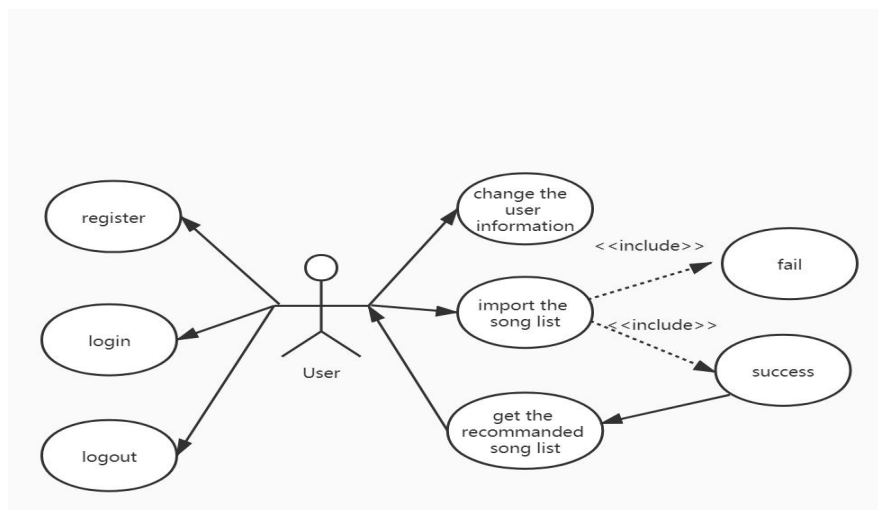 register
login
logout
User
change the
user
information
import the
song list
get the
recommanded
song list
<<include>>
<<include>>
fail
success